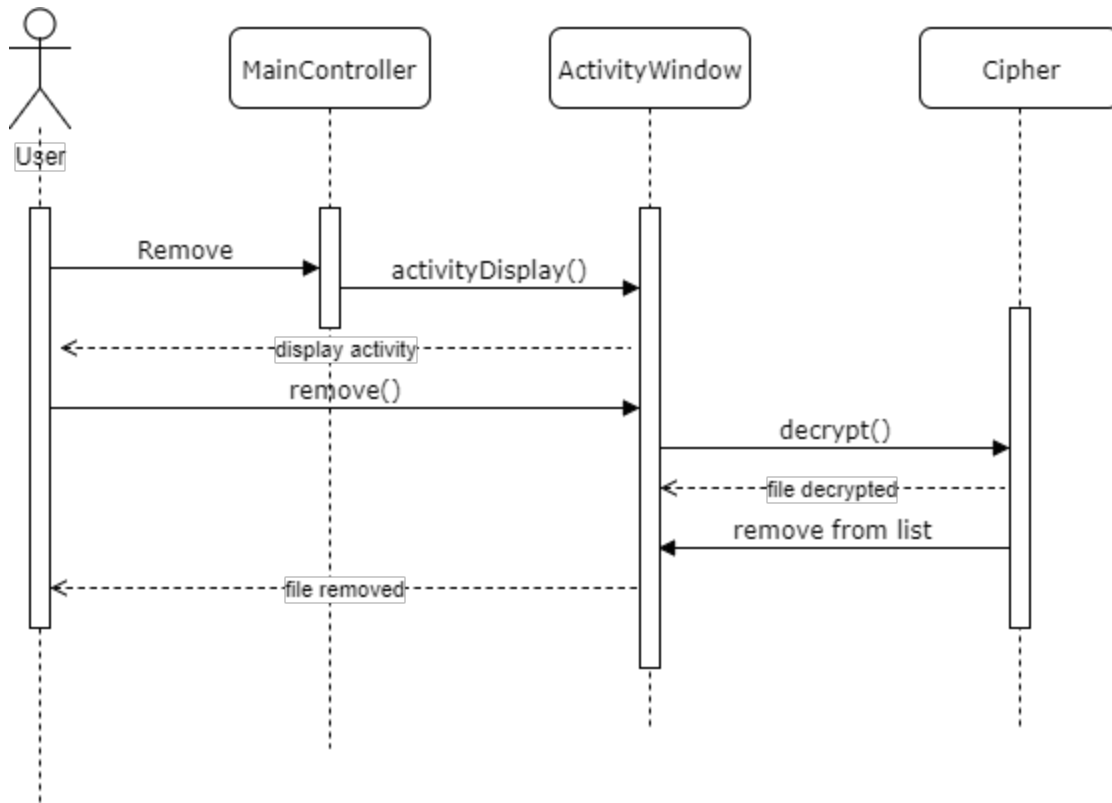 MainController
ActivityWindow
Cipher
User
Remove
activityDisplay()
display activity
remove()
decrypt()
file decrypted
remove from list
file removed